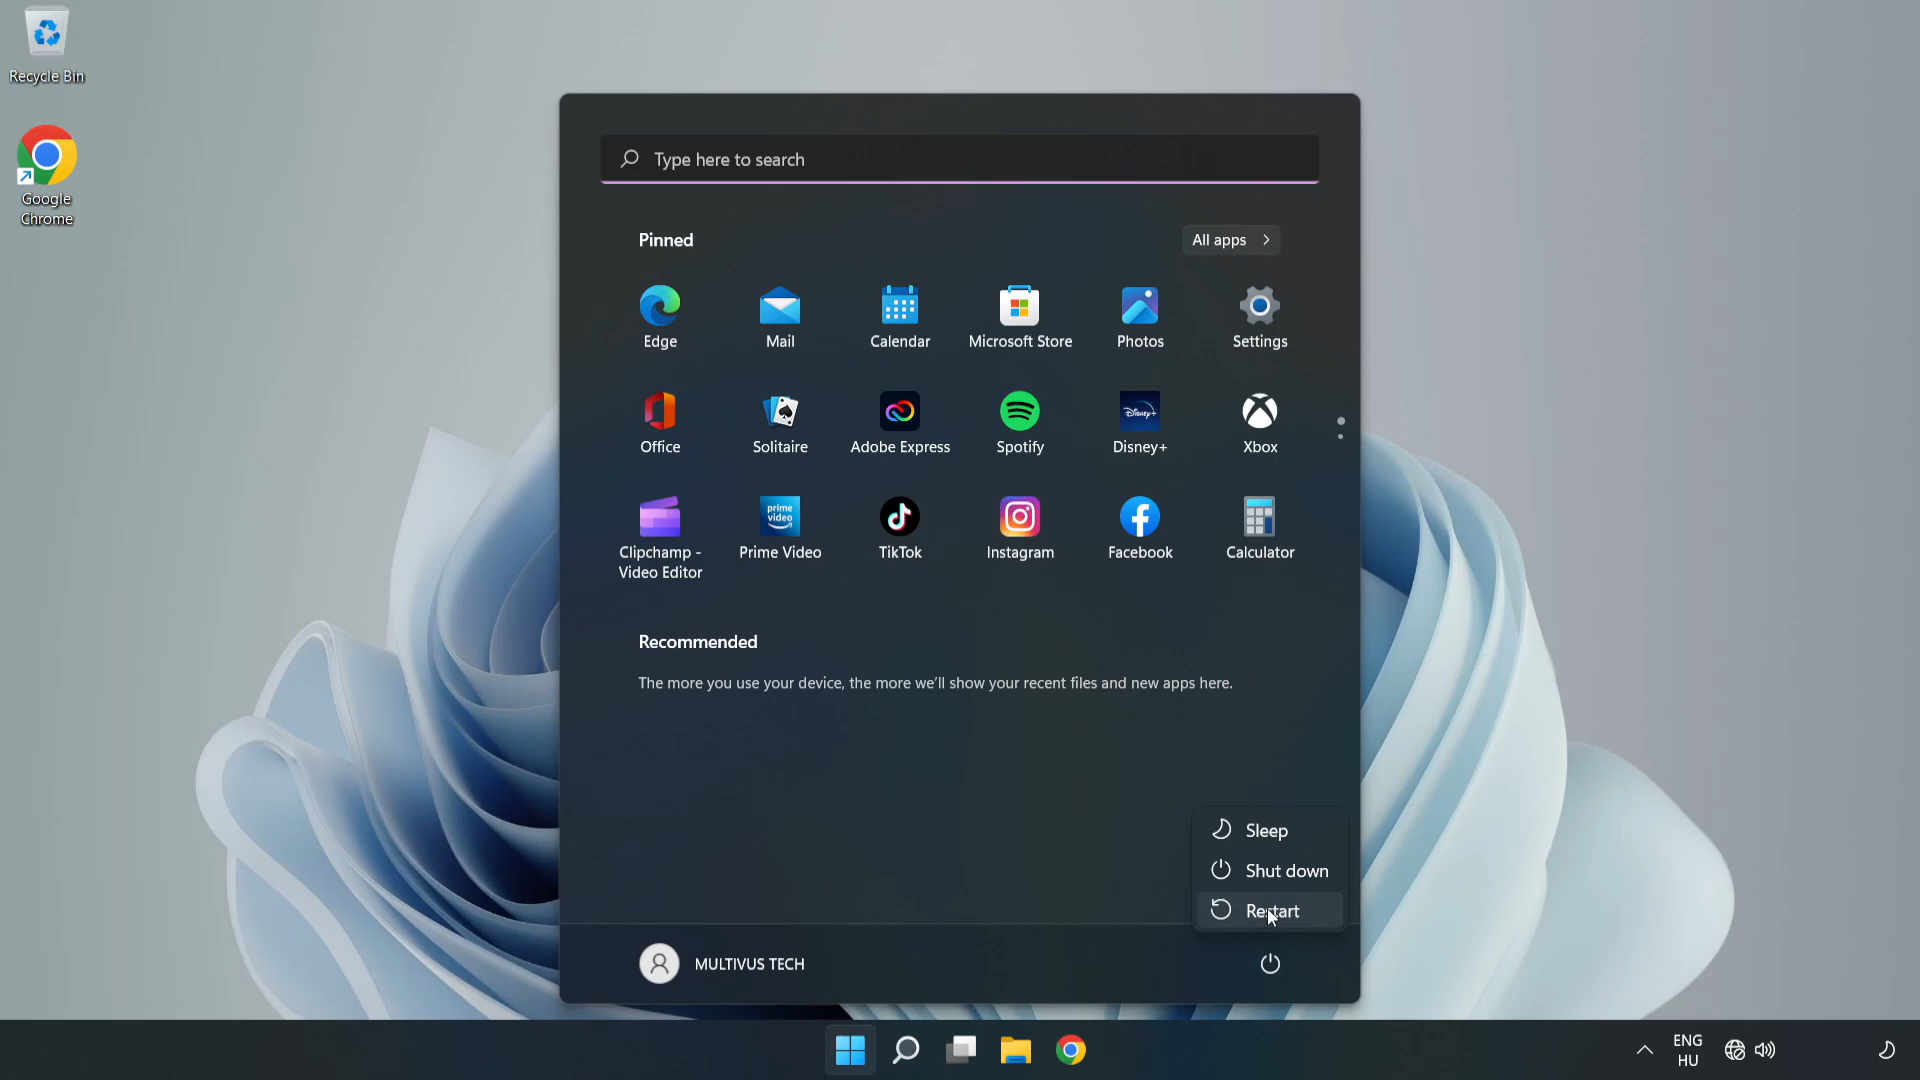 Recycle Bin
Google
Chrome
Type here to search
Pinned
All apps
Edge
Mail
Calendar
Microsoft Store
Photos
Settings
Office
Solitaire
Adobe Express
Spotify
Disney+
Xbox
prime
video
Clipchamp -
Video Editor
Prime Video
TikTok
Instagram
Facebook
Calculator
Recommended
The more you use your device, the more we'll show your recent files and new apps here.
Sleep
Shut down
Restart
MULTIVUS TECH
ENG
HU